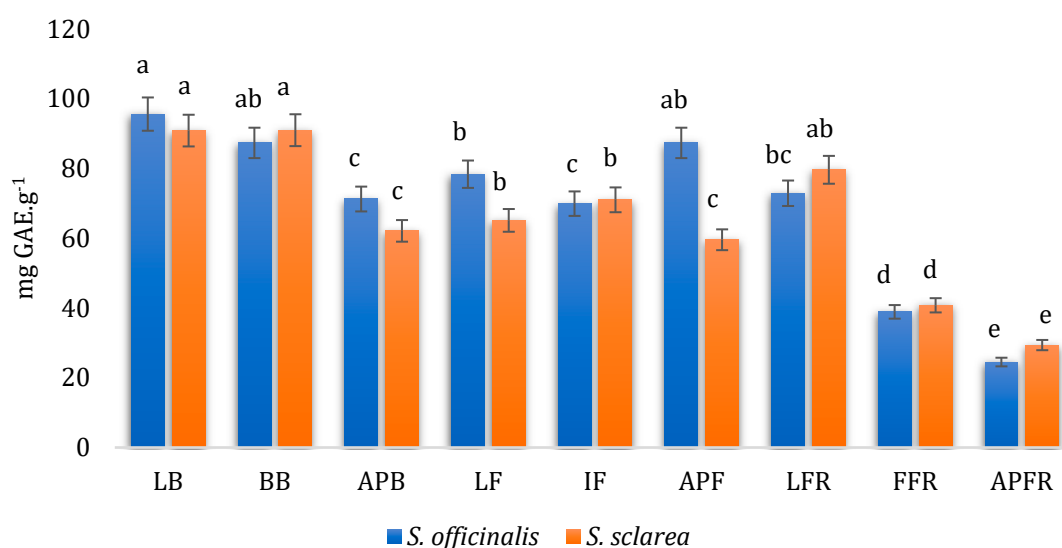 120
100
80
60
40
20
0
mg GAE.g⁻¹
a a ab a c c b b c b ab c bc ab d d e e
LB BB APB LF IF APF LFR FFR APFR
S. officinalis S. sclarea